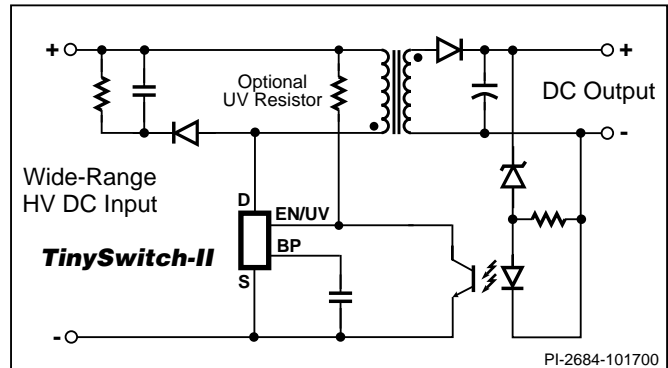 +
+
Optional
UV Resistor
DC Output
-
Wide-Range
HV DC Input
D
EN/UV
BP
TinySwitch-II
S
-
PI-2684-101700